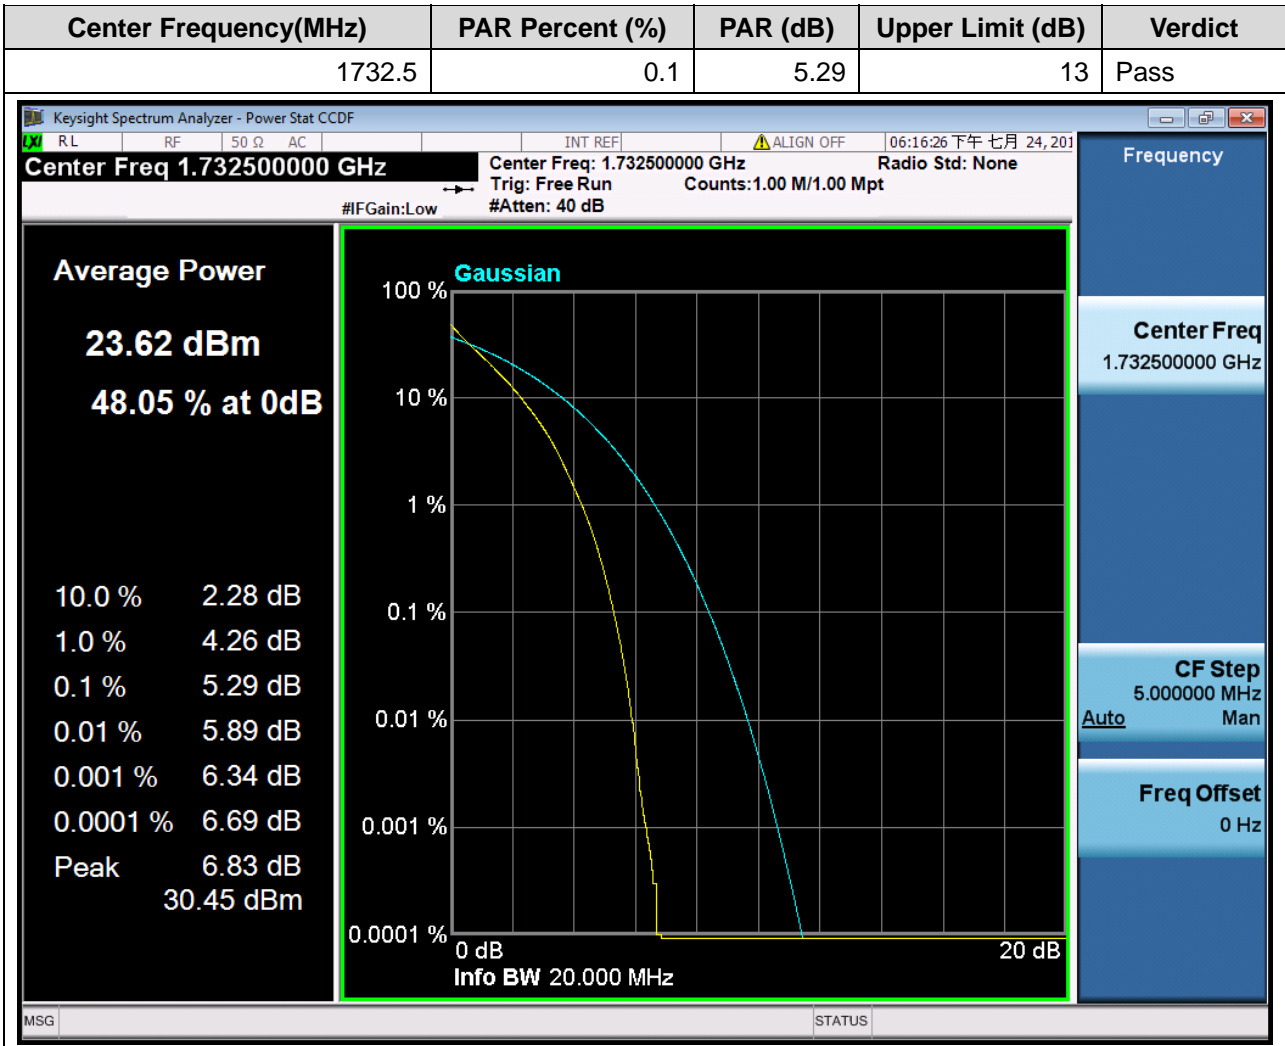 Center Frequency(MHz) PAR Percent (%) PAR (dB) Upper Limit (dB) Verdict
1732.5 0.1 5.29 13 Pass
Keysight Spectrum Analyzer - Power Stat CCDF
LXI RL RF 50 Ω AC INT REF ALIGN OFF 06:16:26 下午 七月 24, 201
Center Freq 1.732500000 GHz
Center Freq: 1.732500000 GHz Radio Std: None
Trig: Free Run Counts:1.00 M/1.00 Mpt
#IFGain:Low #Atten: 40 dB
Frequency
Average Power
23.62 dBm
48.05 % at 0dB
10.0 % 2.28 dB
1.0 % 4.26 dB
0.1 % 5.29 dB
0.01 % 5.89 dB
0.001 % 6.34 dB
0.0001 % 6.69 dB
Peak 6.83 dB
30.45 dBm
Gaussian
100 %
10 %
1 %
0.1 %
0.01 %
0.001 %
0.0001 %
0 dB 20 dB
Info BW 20.000 MHz
Center Freq
1.732500000 GHz
CF Step
5.000000 MHz
Auto Man
Freq Offset
0 Hz
MSG STATUS